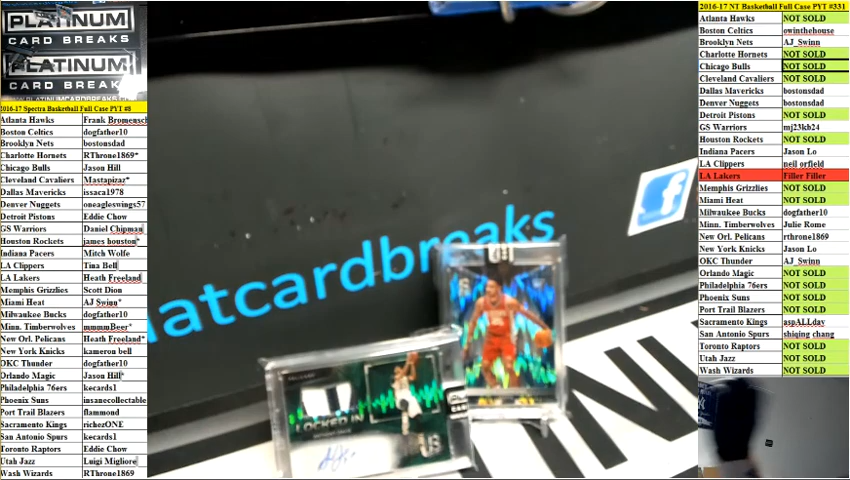 PLATINUM
CARD BREAKS
PLATINUM
CARD BREAKS
WWW.PLATINUMCARDBREAKS.COM
2016-17 Spectra Basketball Full Case PYT #8
Atlanta Hawks Frank Bromensch
Boston Celtics dogfather10
Brooklyn Nets bostonsdad
Charlotte Hornets RThrone1869*
Chicago Bulls Jason Hill
Cleveland Cavaliers Mastapizaz*
Dallas Mavericks issaca1978
Denver Nuggets oneagleswings57
Detroit Pistons Eddie Chow
GS Warriors Daniel Chipman
Houston Rockets james houston*
Indiana Pacers Mitch Wolfe
LA Clippers Tina Bell
LA Lakers Heath Freeland
Memphis Grizzlies Scott Dion
Miami Heat AJ Swinn*
Milwaukee Bucks dogfather10
Minn. Timberwolves mmmmBeer*
New Orl. Pelicans Heath Freeland*
New York Knicks kameron bell
OKC Thunder dogfather10
Orlando Magic Jason Hill*
Philadelphia 76ers kecards1
Phoenix Suns insanecollectable
Port Trail Blazers flammond
Sacramento Kings richezONE
San Antonio Spurs kecards1
Toronto Raptors Eddie Chow
Utah Jazz Luigi Migliore
Wash Wizards RThrone1869
atcardbreaks
f
LOCKED IN
2016-17 NT Basketball Full Case PYT #331
Atlanta Hawks NOT SOLD
Boston Celtics owinthehouse
Brooklyn Nets AJ_Swinn
Charlotte Hornets NOT SOLD
Chicago Bulls NOT SOLD
Cleveland Cavaliers NOT SOLD
Dallas Mavericks bostonsdad
Denver Nuggets bostonsdad
Detroit Pistons NOT SOLD
GS Warriors mj23kb24
Houston Rockets NOT SOLD
Indiana Pacers Jason Lo
LA Clippers neil orfield
LA Lakers Filler Filler
Memphis Grizzlies NOT SOLD
Miami Heat NOT SOLD
Milwaukee Bucks dogfather10
Minn. Timberwolves Julie Rome
New Orl. Pelicans rthrone1869
New York Knicks Jason Lo
OKC Thunder AJ_Swinn
Orlando Magic NOT SOLD
Philadelphia 76ers NOT SOLD
Phoenix Suns NOT SOLD
Port Trail Blazers NOT SOLD
Sacramento Kings aspALLday
San Antonio Spurs shiqing chang
Toronto Raptors NOT SOLD
Utah Jazz NOT SOLD
Wash Wizards NOT SOLD